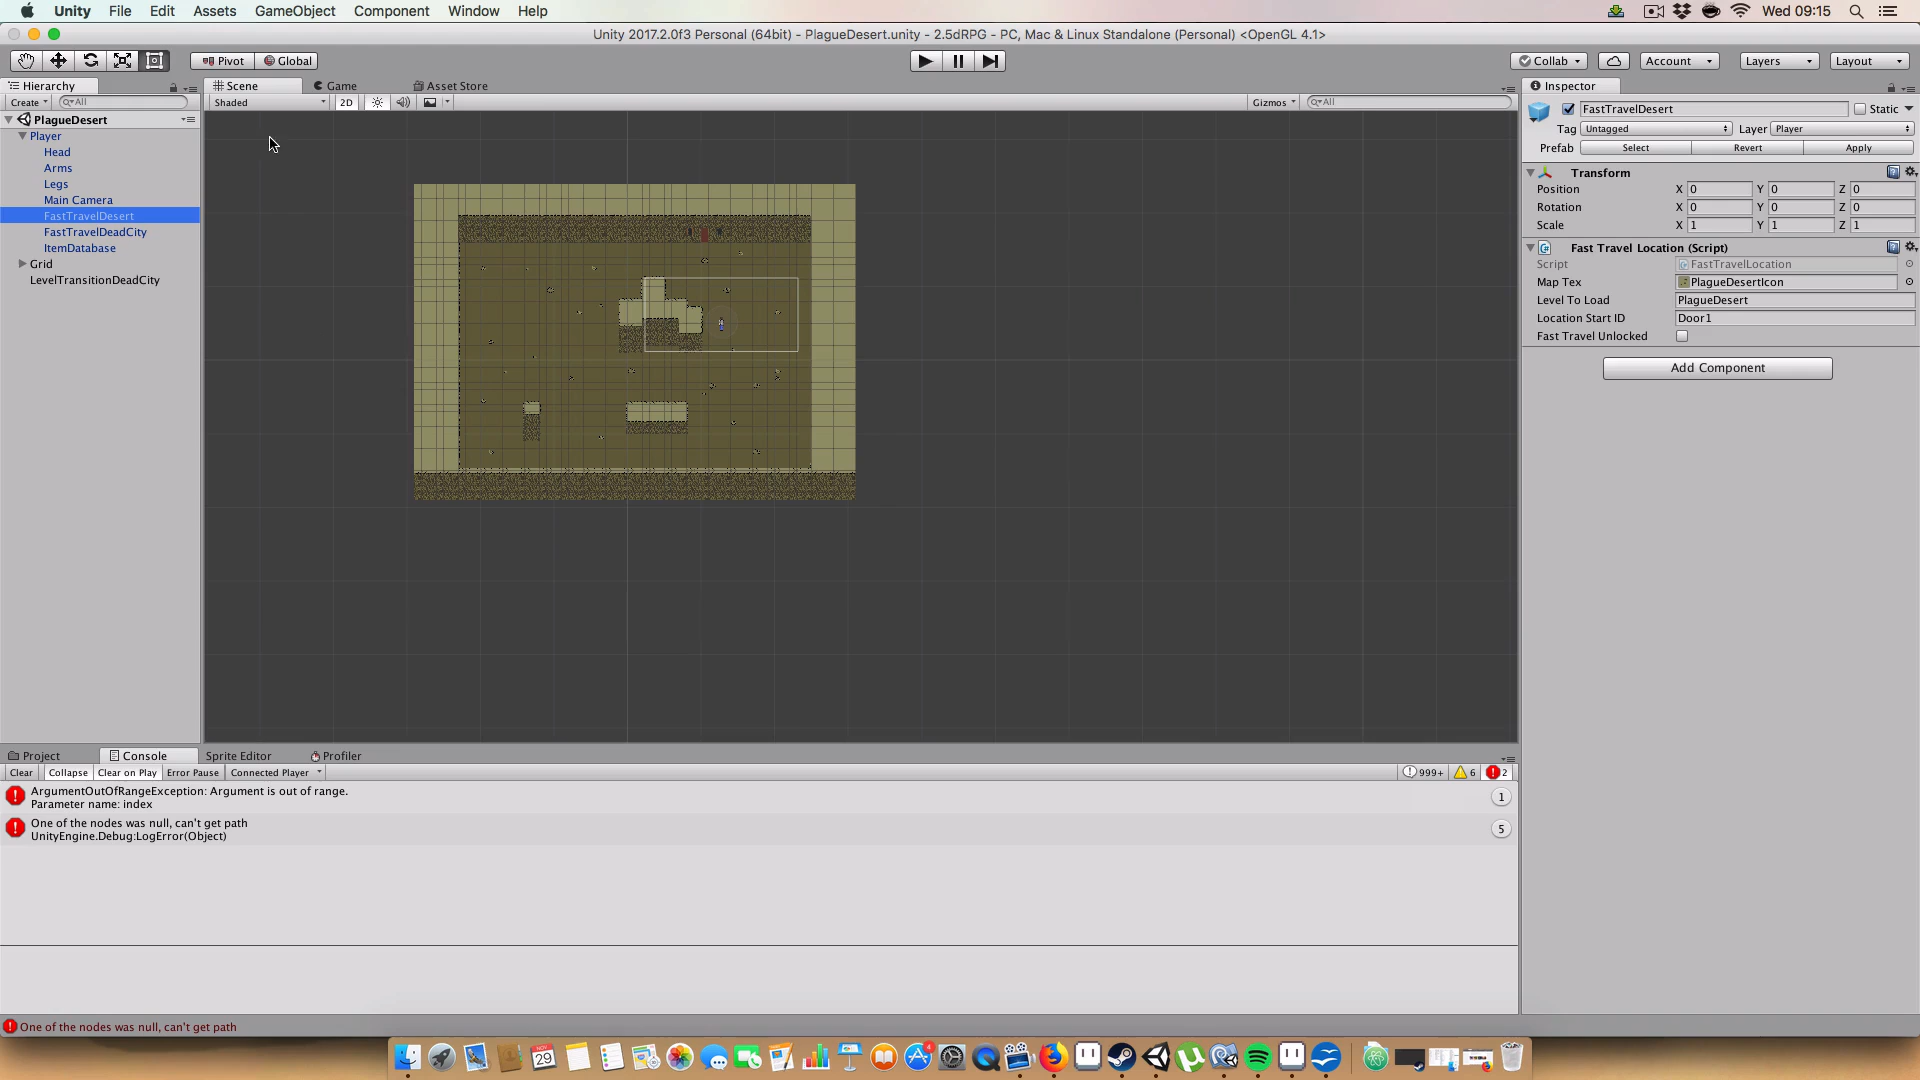 Unity File Edit Assets GameObject Component Window Help
Wed 09:15
Unity 2017.2.0f3 Personal (64bit) - PlagueDesert.unity - 2.5dRPG - PC, Mac & Linux Standalone (Personal) <OpenGL 4.1>
Pivot Global
Collab Account Layers Layout
Hierarchy
Create All
PlagueDesert
Player
Head
Arms
Legs
Main Camera
FastTravelDesert
FastTravelDeadCity
ItemDatabase
Grid
LevelTransitionDeadCity
Scene Game Asset Store
Shaded 2D Gizmos All
Inspector
FastTravelDesert Static
Tag Untagged Layer Player
Prefab Select Revert Apply
Transform
Position X 0 Y 0 Z 0
Rotation X 0 Y 0 Z 0
Scale X 1 Y 1 Z 1
Fast Travel Location (Script)
Script FastTravelLocation
Map Tex PlagueDesertIcon
Level To Load PlagueDesert
Location Start ID Door1
Fast Travel Unlocked
Add Component
Project Console Sprite Editor Profiler
Clear Collapse Clear on Play Error Pause Connected Player 999+ 6 2
ArgumentOutOfRangeException: Argument is out of range.
Parameter name: index
1
One of the nodes was null, can't get path
UnityEngine.Debug:LogError(Object)
5
One of the nodes was null, can't get path
29
4